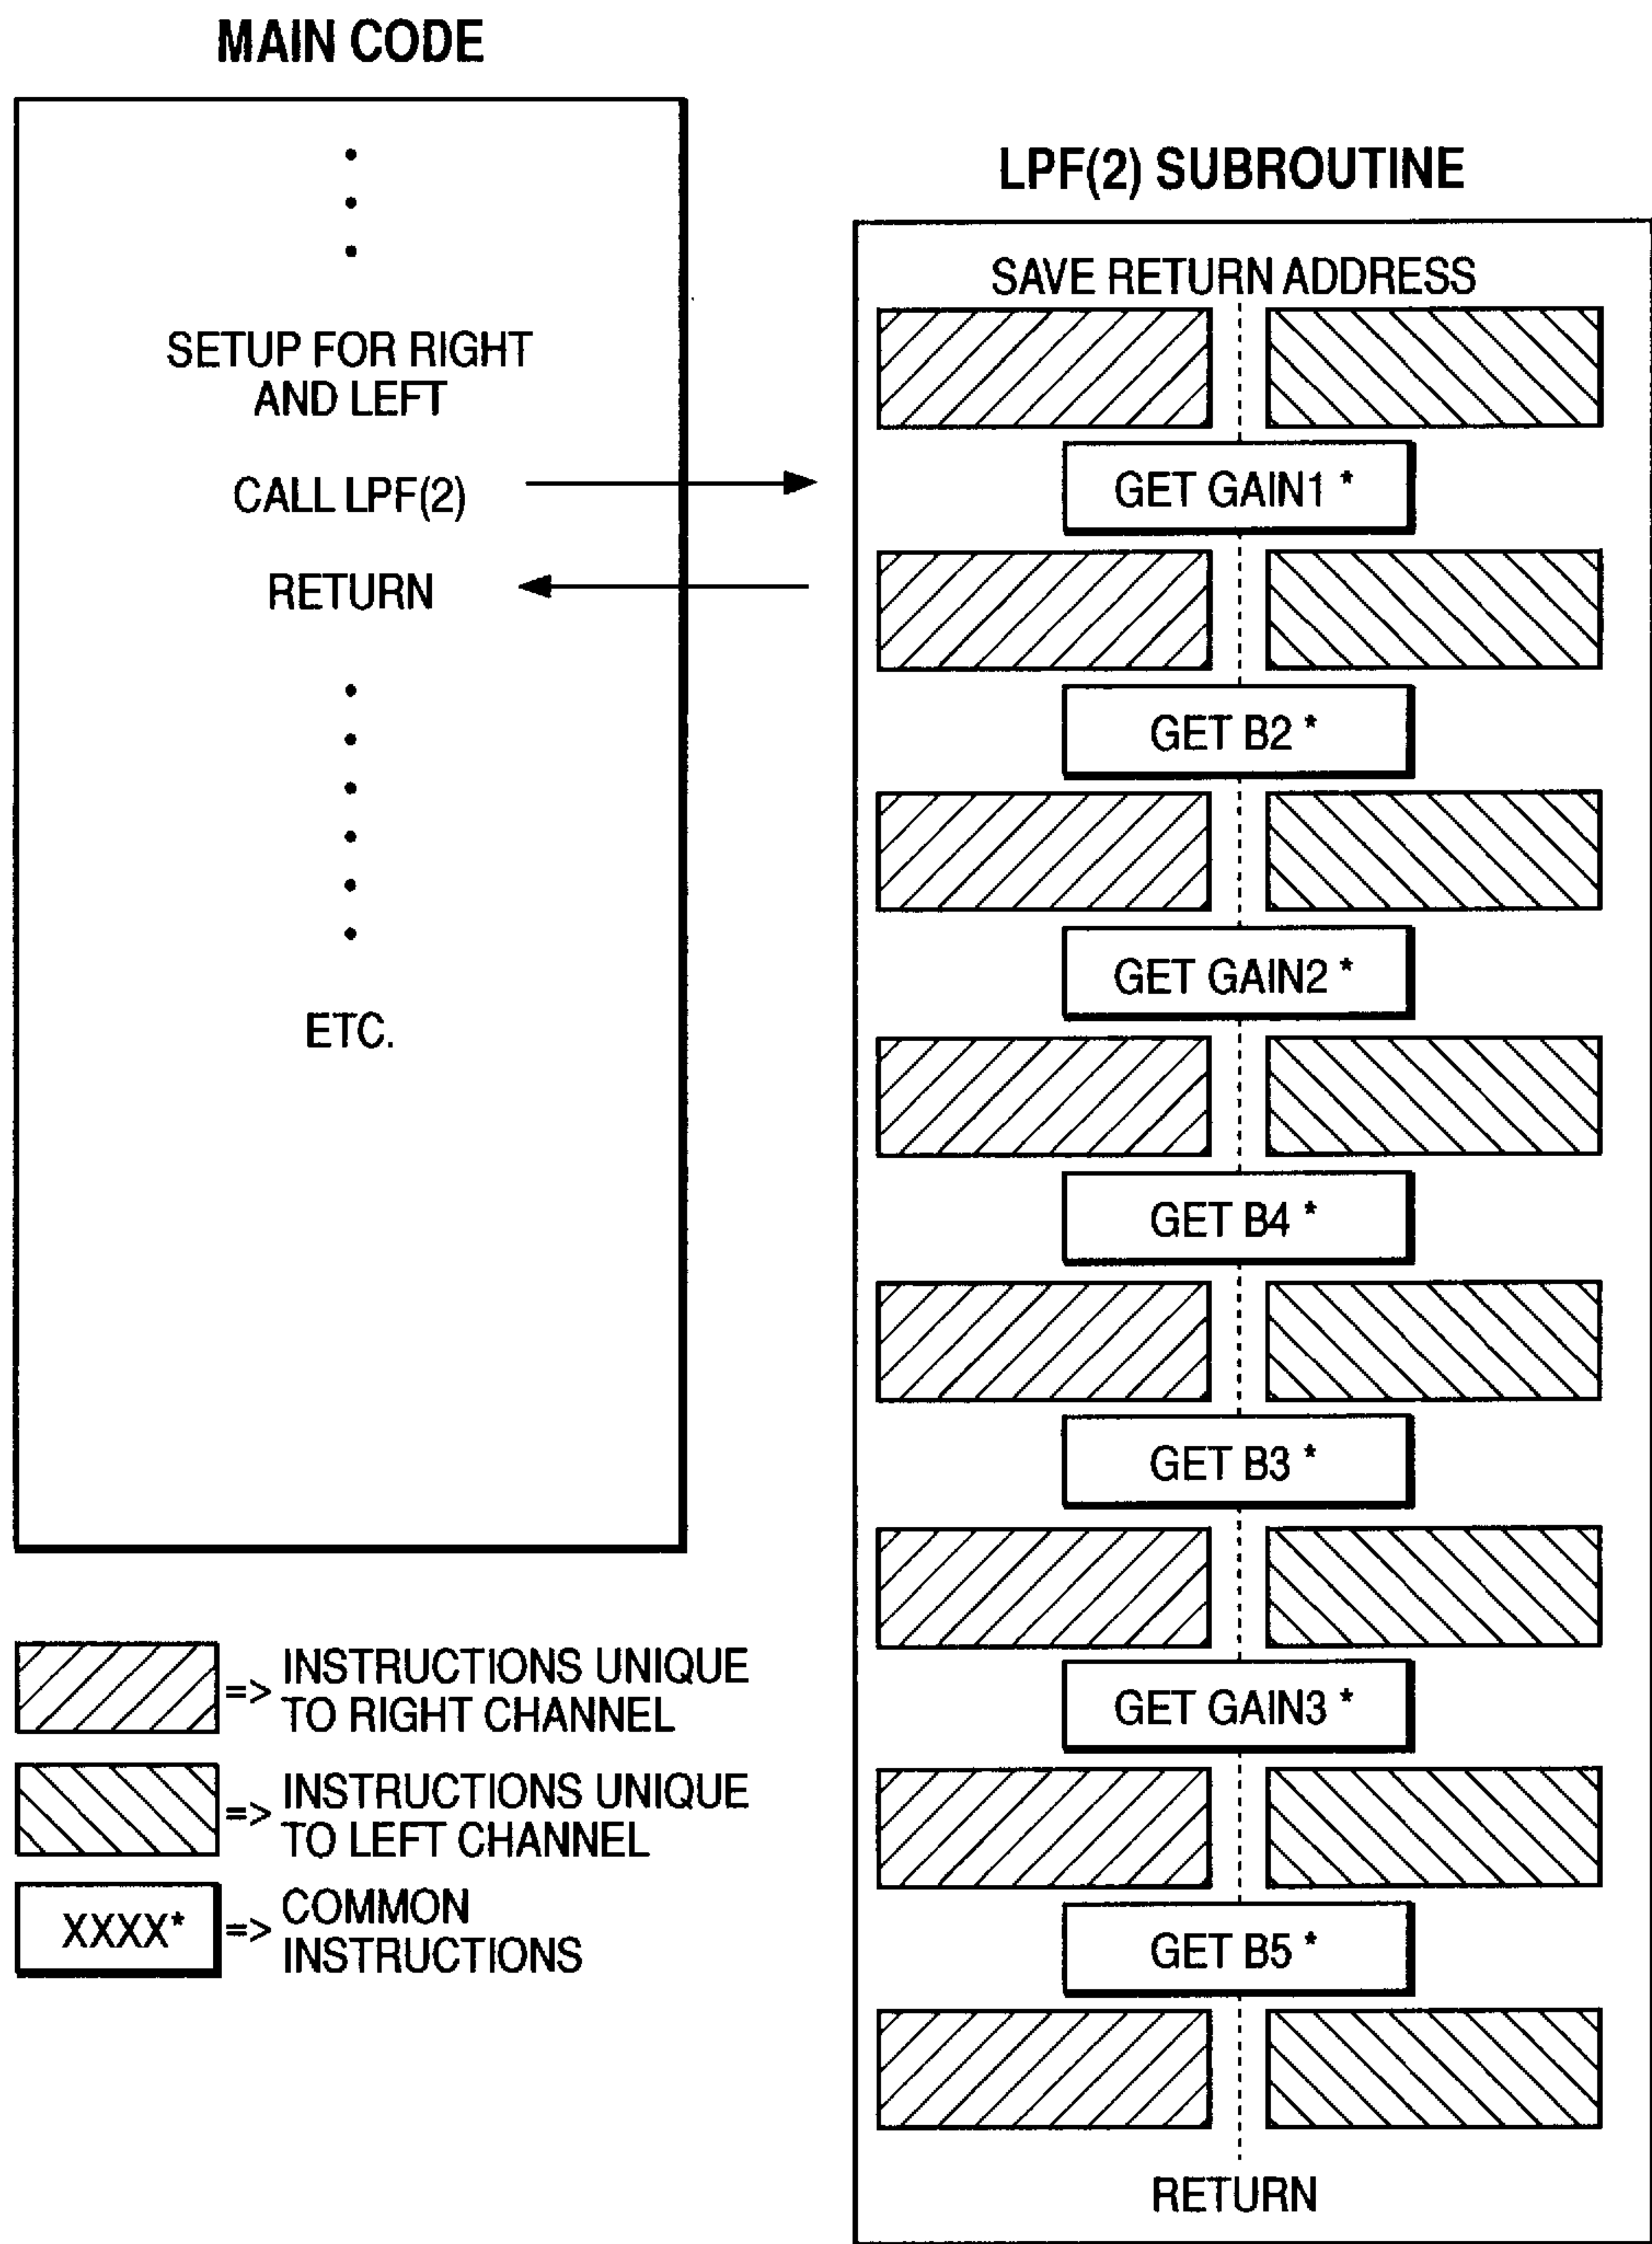 MAIN CODE
SETUP FOR RIGHT
AND LEFT
CALL LPF(2)
RETURN
ETC.
LPF(2) SUBROUTINE
SAVE RETURN ADDRESS
GET GAIN1 *
GET B2 *
GET GAIN2 *
GET B4 *
GET B3 *
GET GAIN3 *
GET B5 *
RETURN
=> INSTRUCTIONS UNIQUE
TO RIGHT CHANNEL
=> INSTRUCTIONS UNIQUE
TO LEFT CHANNEL
XXXX* => COMMON
INSTRUCTIONS